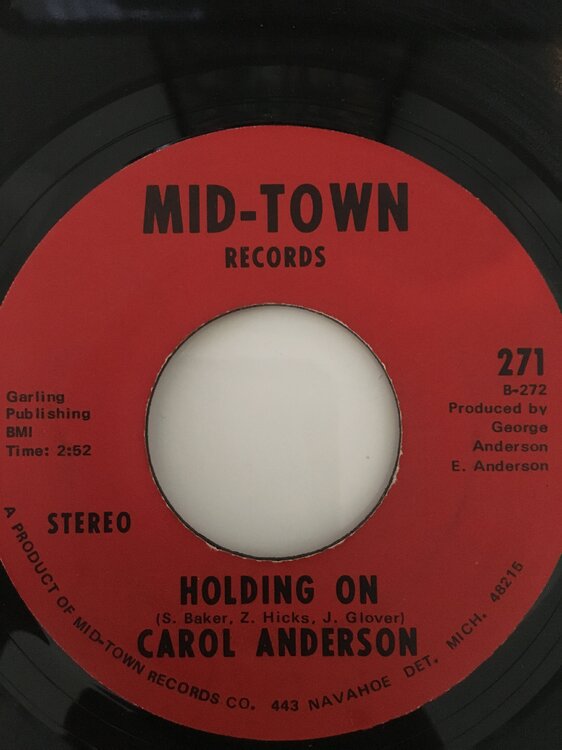 MID-TOWN
RECORDS
271
B-272
Produced by
George
Anderson
E. Anderson
Garling
Publishing
BMI
Time: 2:52
STEREO
HOLDING ON
(S. Baker, Z. Hicks, J. Glover)
CAROL ANDERSON
A PRODUCT OF MID-TOWN RECORDS CO. 443 NAVAHOE DET. MICH. 48215